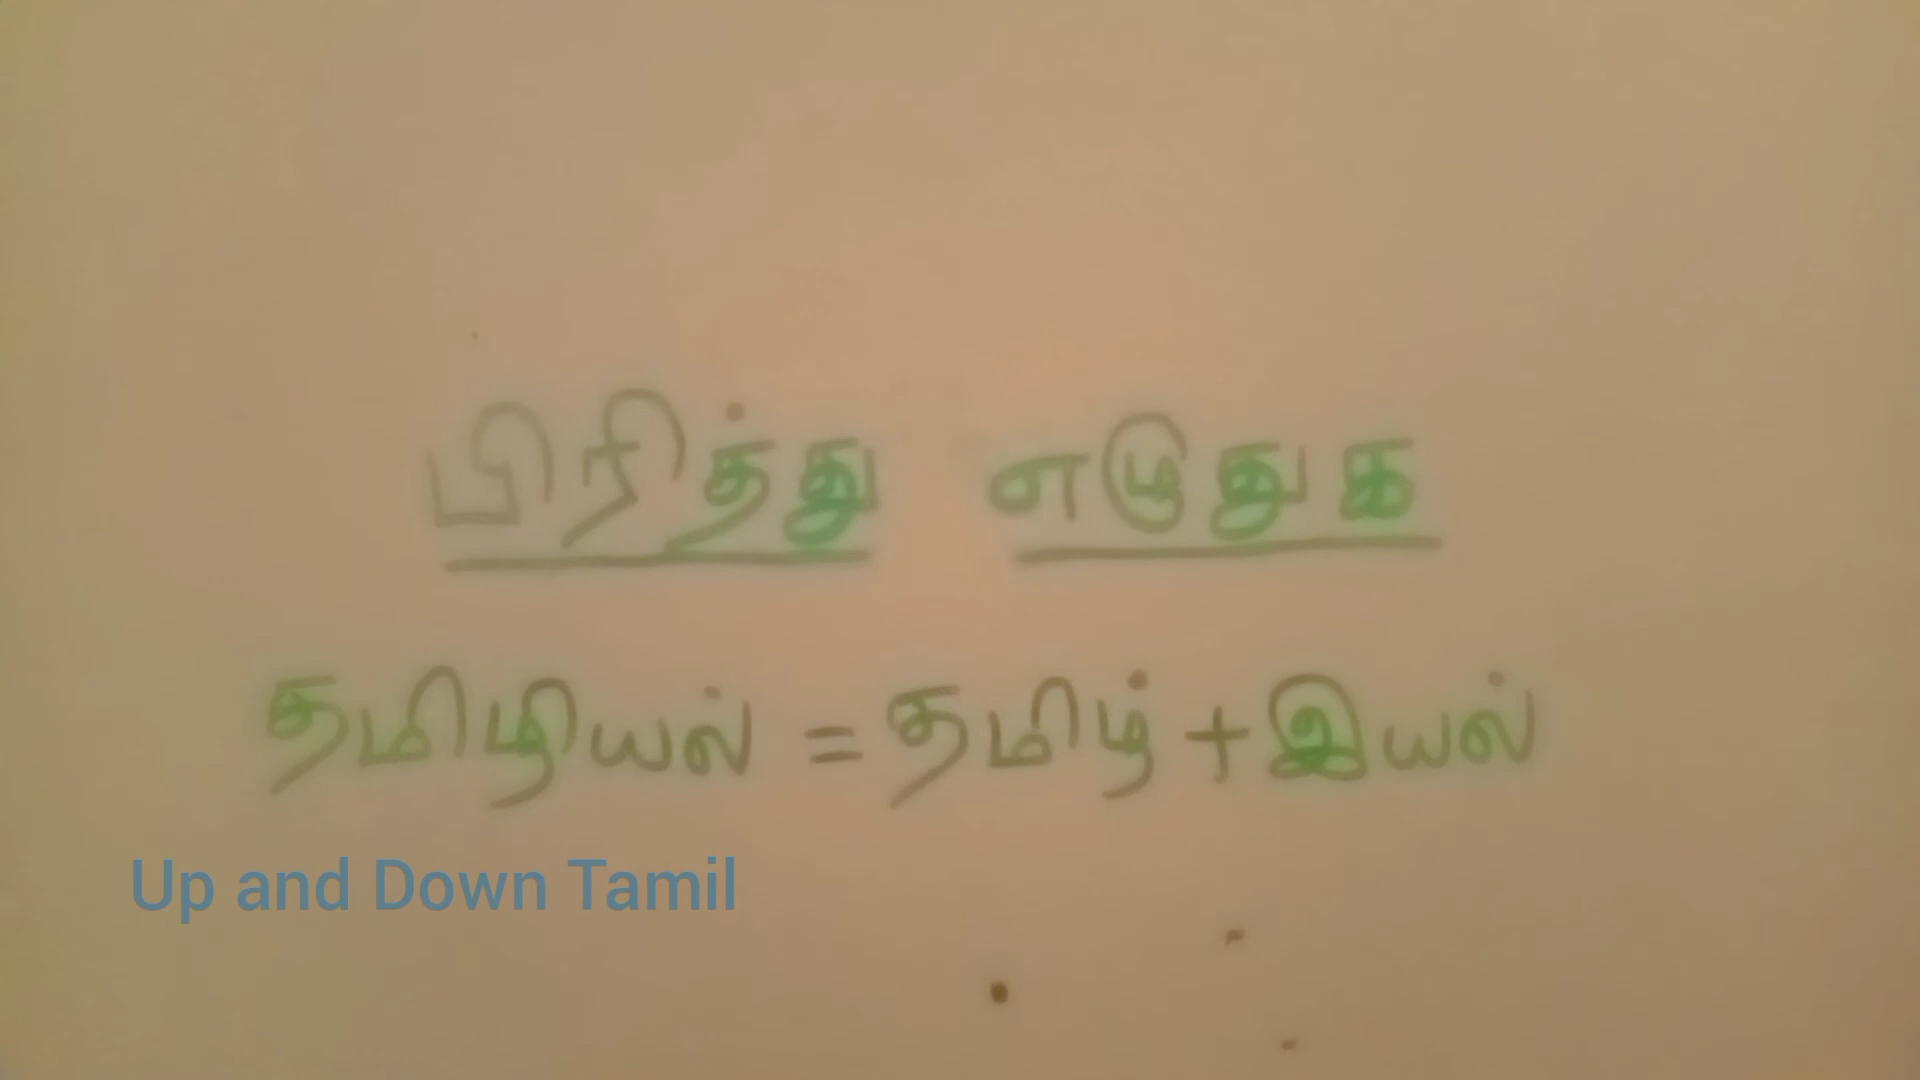 பிரித்து எழுதுக
தமிழியல் = தமிழ் + இயல்
Up and Down Tamil